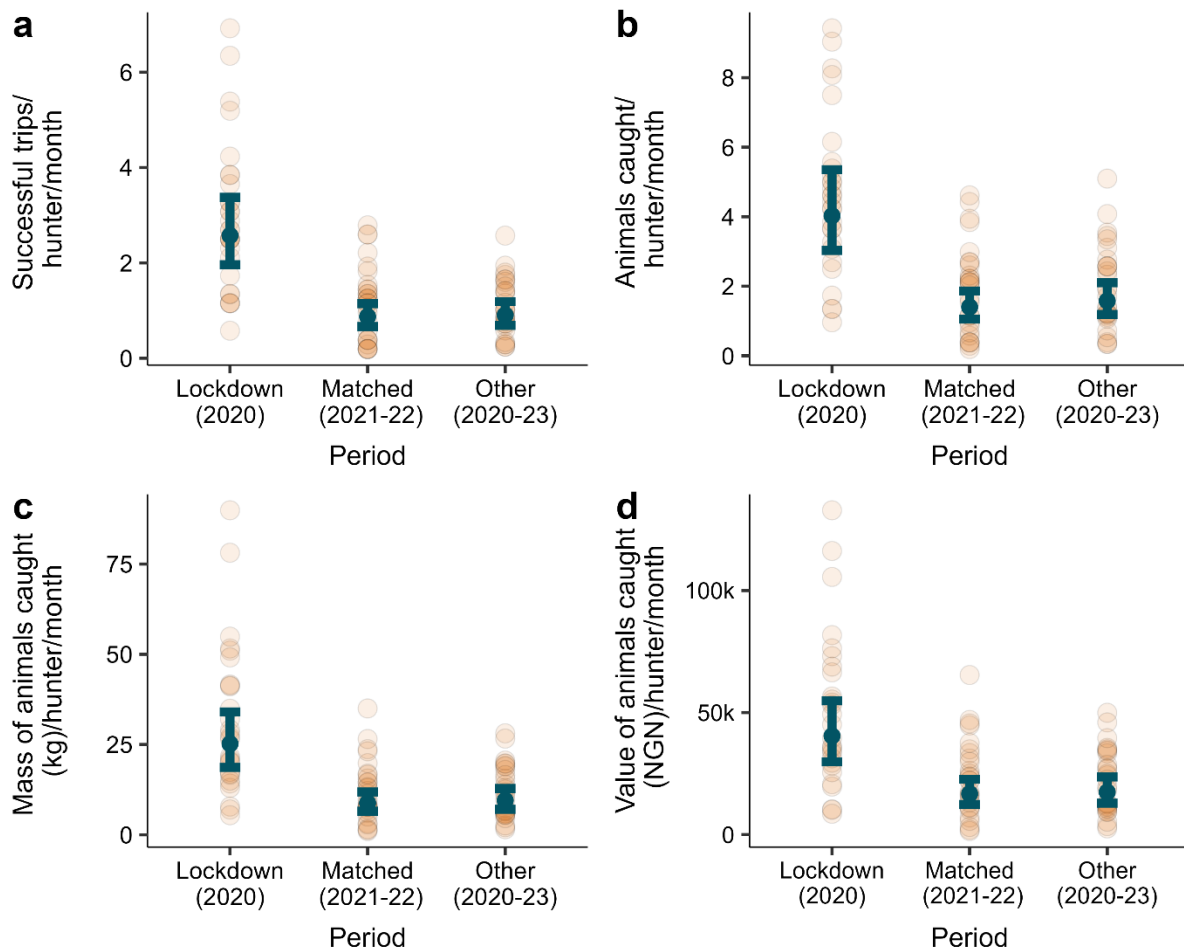 a
Successful trips/
hunter/month
6
4
2
0
Lockdown
(2020)
Matched
(2021-22)
Other
(2020-23)
Period
b
Animals caught/
hunter/month
8
6
4
2
0
Lockdown
(2020)
Matched
(2021-22)
Other
(2020-23)
Period
c
Mass of animals caught
(kg)/hunter/month
75
50
25
0
Lockdown
(2020)
Matched
(2021-22)
Other
(2020-23)
Period
d
Value of animals caught
(NGN)/hunter/month
100k
50k
0
Lockdown
(2020)
Matched
(2021-22)
Other
(2020-23)
Period